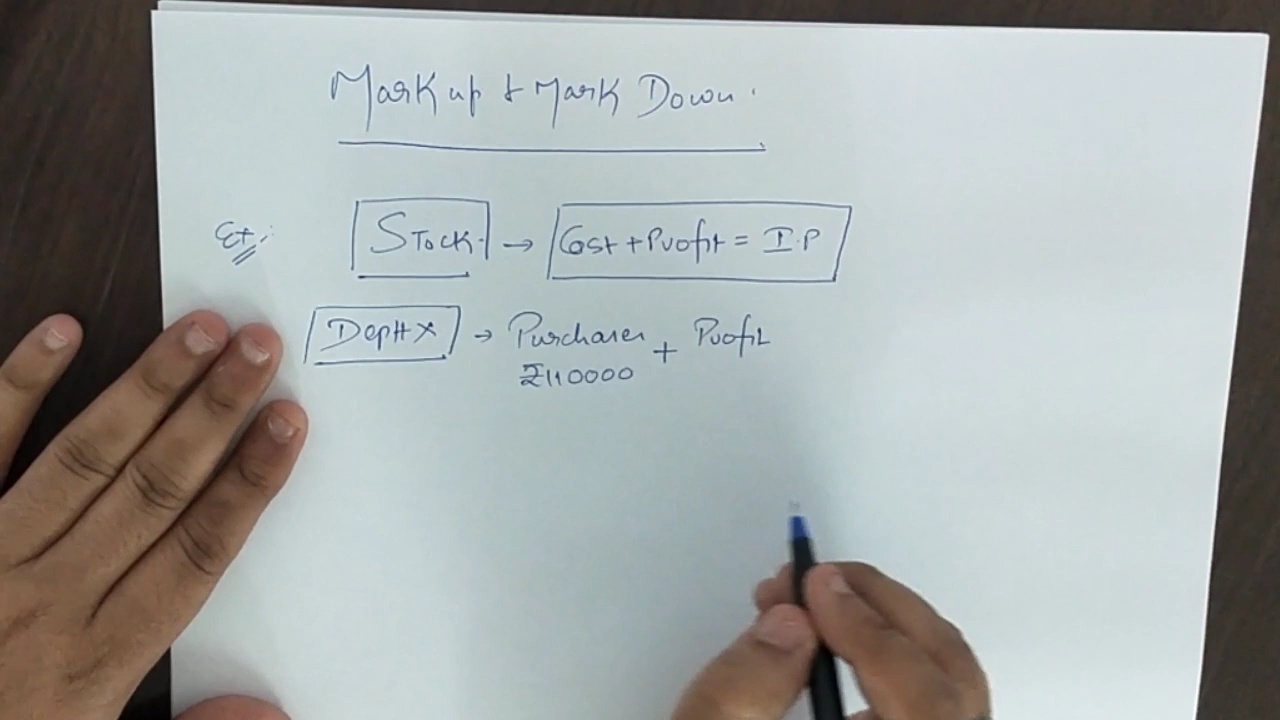 Mark up & Mark Down.
Ex:
Stock. → Cost + Profit = I.P
Dept X → Purchases + Profit
₹110000